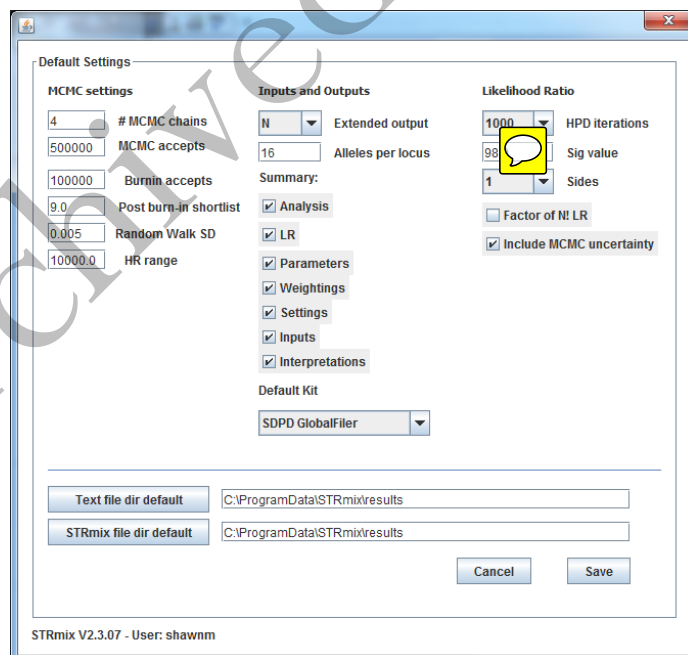 Default Settings
MCMC settings
4 # MCMC chains
500000 MCMC accepts
100000 Burnin accepts
9.0 Post burn-in shortlist
0.005 Random Walk SD
10000.0 HR range
Inputs and Outputs
N Extended output
16 Alleles per locus
Summary:
Analysis
LR
Parameters
Weightings
Settings
Inputs
Interpretations
Default Kit
SDPD GlobalFiler
Likelihood Ratio
1000 HPD iterations
Sig value
1 Sides
Factor of N! LR
Include MCMC uncertainty
Text file dir default C:\ProgramData\STRmix\results
STRmix file dir default C:\ProgramData\STRmix\results
Cancel Save
STRmix V2.3.07 - User: shawnm